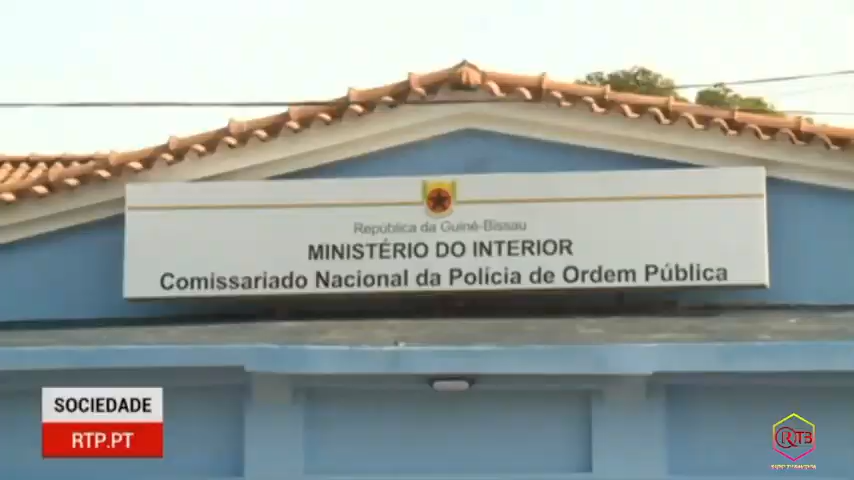 República da Guiné-Bissau
MINISTÉRIO DO INTERIOR
Comissariado Nacional da Polícia de Ordem Pública
SOCIEDADE
RTP.PT
RTB